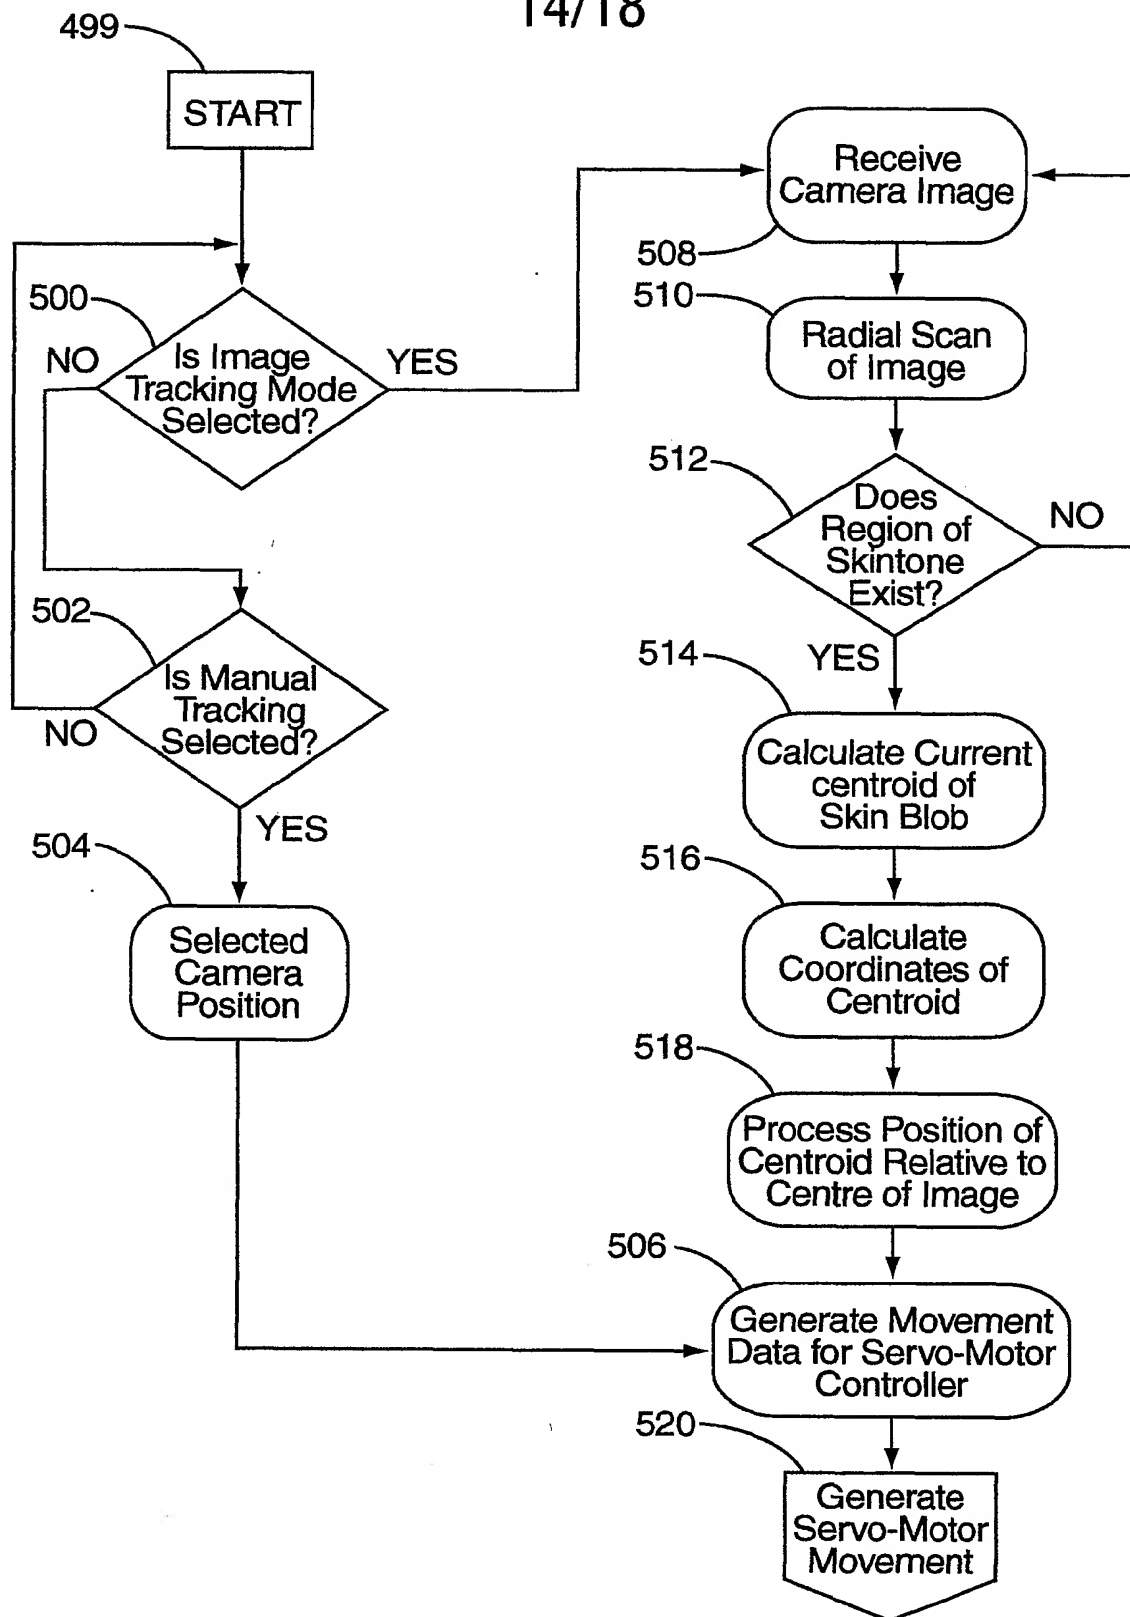 14/18
499
START
500
NO
Is Image
Tracking Mode
Selected?
YES
502
Is Manual
Tracking
Selected?
NO
YES
504
Selected
Camera
Position
Receive
Camera Image
508
510
Radial Scan
of Image
512
Does
Region of
Skintone
Exist?
NO
YES
514
Calculate Current
centroid of
Skin Blob
516
Calculate
Coordinates of
Centroid
518
Process Position of
Centroid Relative to
Centre of Image
506
Generate Movement
Data for Servo-Motor
Controller
520
Generate
Servo-Motor
Movement